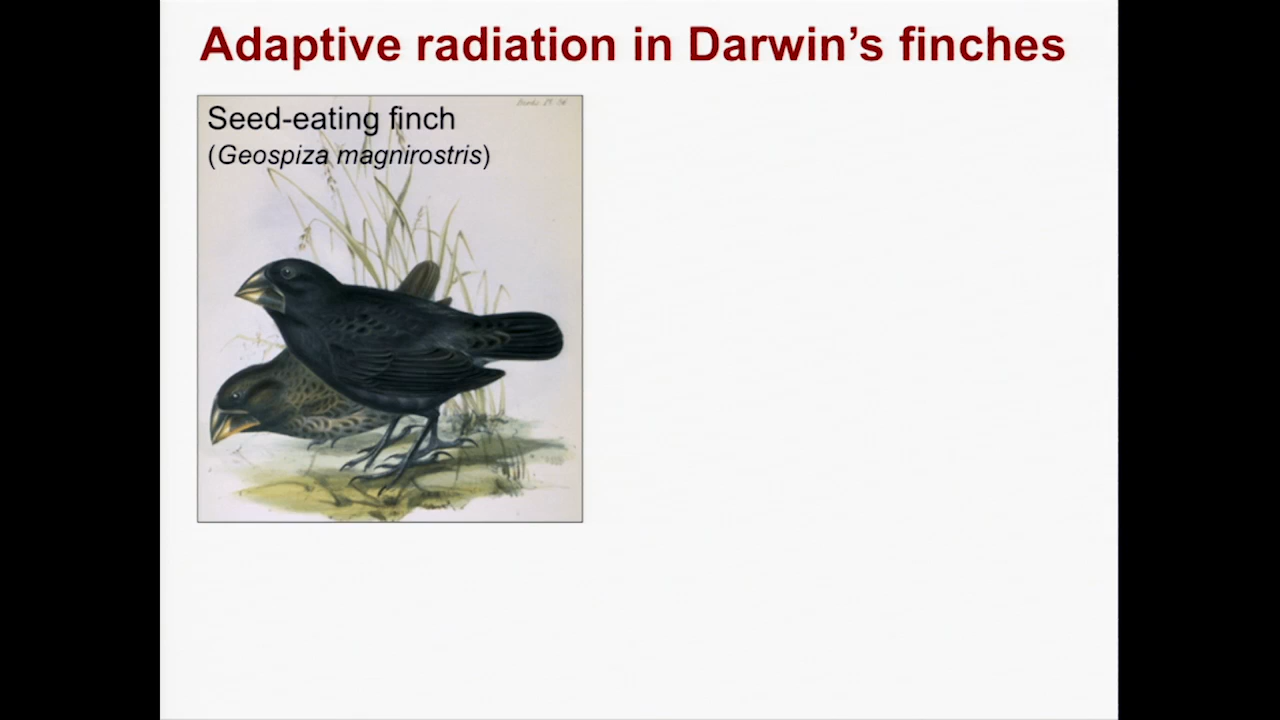 Adaptive radiation in Darwin's finches
Seed-eating finch
(Geospiza magnirostris)